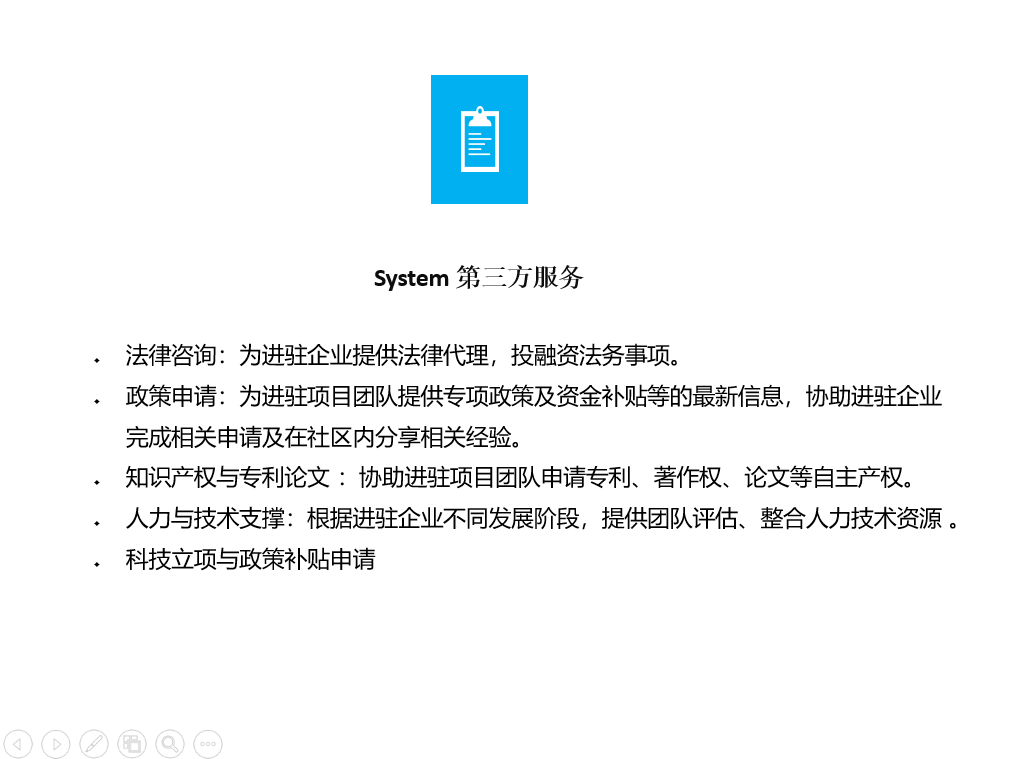 System 第三方服务
法律咨询：为进驻企业提供法律代理，投融资法务事项。
政策申请：为进驻项目团队提供专项政策及资金补贴等的最新信息，协助进驻企业
完成相关申请及在社区内分享相关经验。
知识产权与专利论文 ：协助进驻项目团队申请专利、著作权、论文等自主产权。
人力与技术支撑：根据进驻企业不同发展阶段，提供团队评估、整合人力技术资源 。
科技立项与政策补贴申请